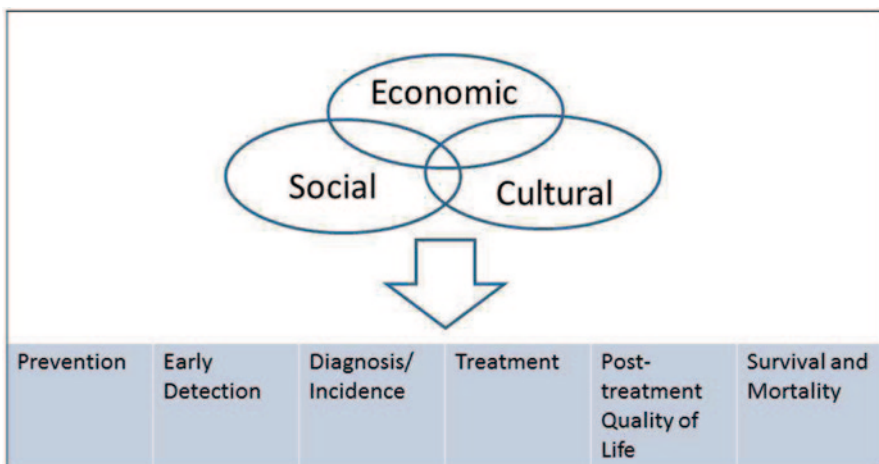 Economic
Social
Cultural
Prevention
Early
Detection
Diagnosis/
Incidence
Treatment
Post-
treatment
Quality of
Life
Survival and
Mortality